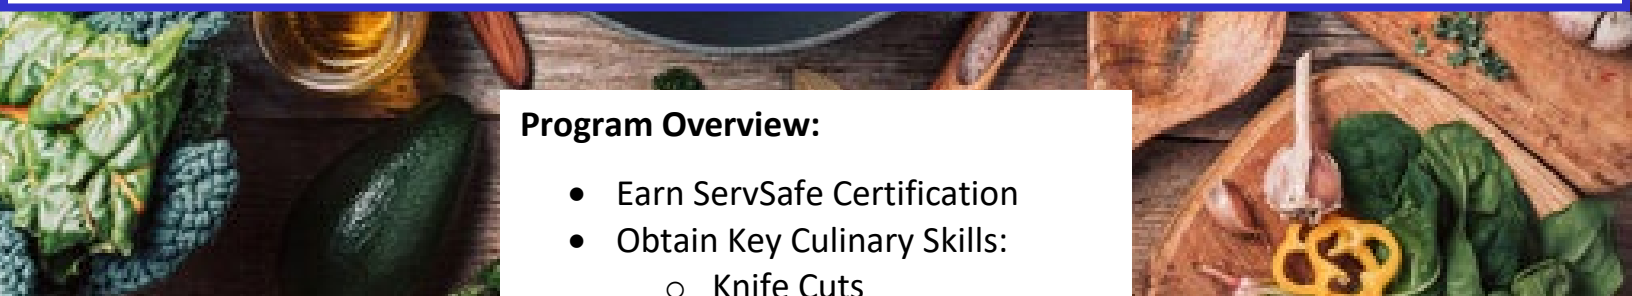 Program Overview:
• Earn ServSafe Certification
• Obtain Key Culinary Skills:
o Knife Cuts